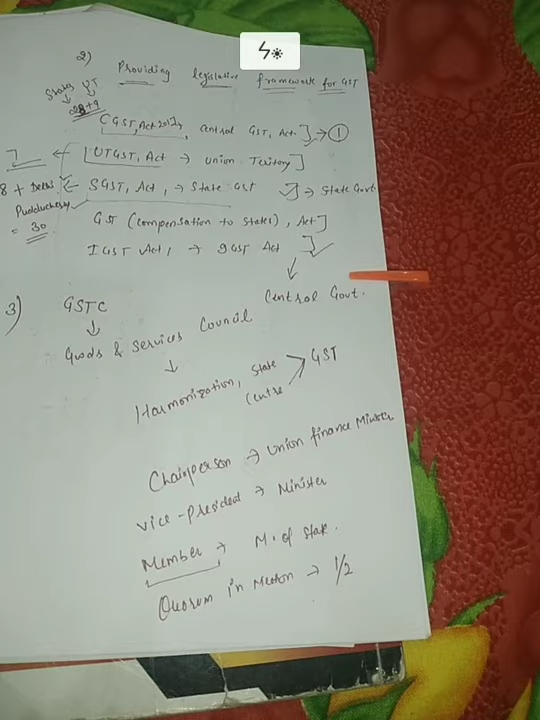 2) Providing legislative framework for GST
States UT
↓ ↓
28+9
CGST, Act 2017, central GST, Act. ] → ①
7 ← [ UTGST, Act → union Teritory ]
8 + Delhi ← SGST, Act, → State GST ] → State Govt
Pudducherry
= 30
GST (compensation to states), Act ]
IGST Act, → IGST Act ]
↓
Central Govt.
3) GSTC
↓
Goods & services Council
↓
Harmonization, State GST
Centre
Chairperson → union finance Minister
Vice-President → Minister
Member → M. of State.
Quorum in → 1/2